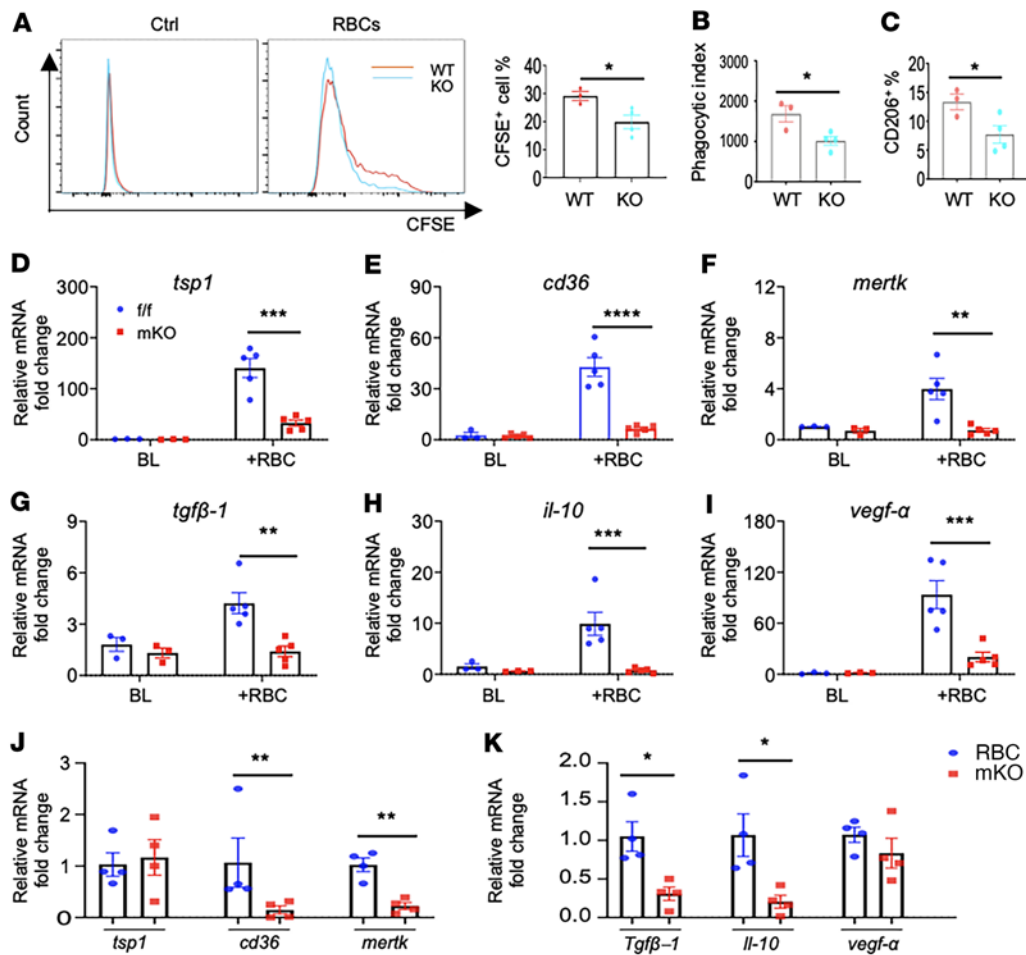 A
Ctrl
RBCs
WT
KO
Count
CFSE
CFSE+ cell %
40
30
20
10
0
*
WT
KO
B
Phagocytic index
3000
2000
1000
0
*
WT
KO
C
CD206+ %
20
15
10
5
0
*
WT
KO
D
tsp1
Relative mRNA
fold change
300
200
100
0
f/f
mKO
***
BL
+RBC
E
cd36
Relative mRNA
fold change
90
60
30
0
****
BL
+RBC
F
mertk
Relative mRNA
fold change
12
8
4
0
**
BL
+RBC
G
tgfβ-1
Relative mRNA
fold change
9
6
3
0
**
BL
+RBC
H
il-10
Relative mRNA
fold change
30
20
10
0
***
BL
+RBC
I
vegf-α
Relative mRNA
fold change
180
120
60
0
***
BL
+RBC
J
Relative mRNA
fold change
3
2
1
0
**
**
tsp1
cd36
mertk
K
Relative mRNA
fold change
2.0
1.5
1.0
0.5
0.0
*
*
RBC
mKO
Tgfβ–1
Il-10
vegf-α